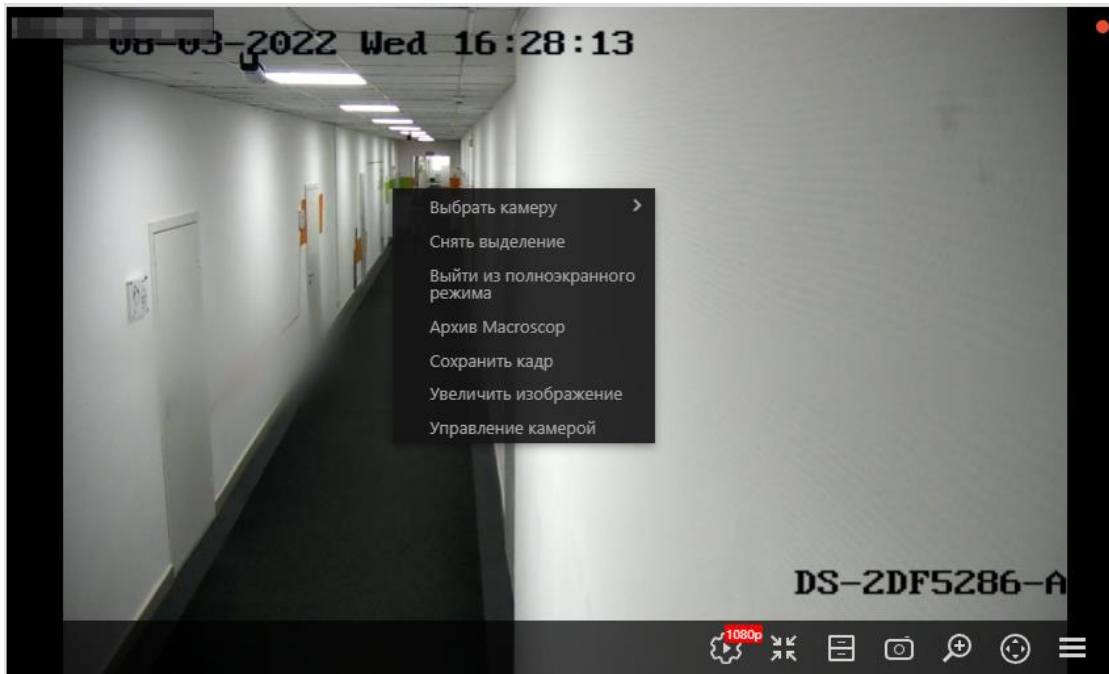 08-03-2022 Wed 16:28:13
Выбрать камеру
Снять выделение
Выйти из полноэкранного
режима
Архив Macroscop
Сохранить кадр
Увеличить изображение
Управление камерой
DS-2DF5286-A
1080p